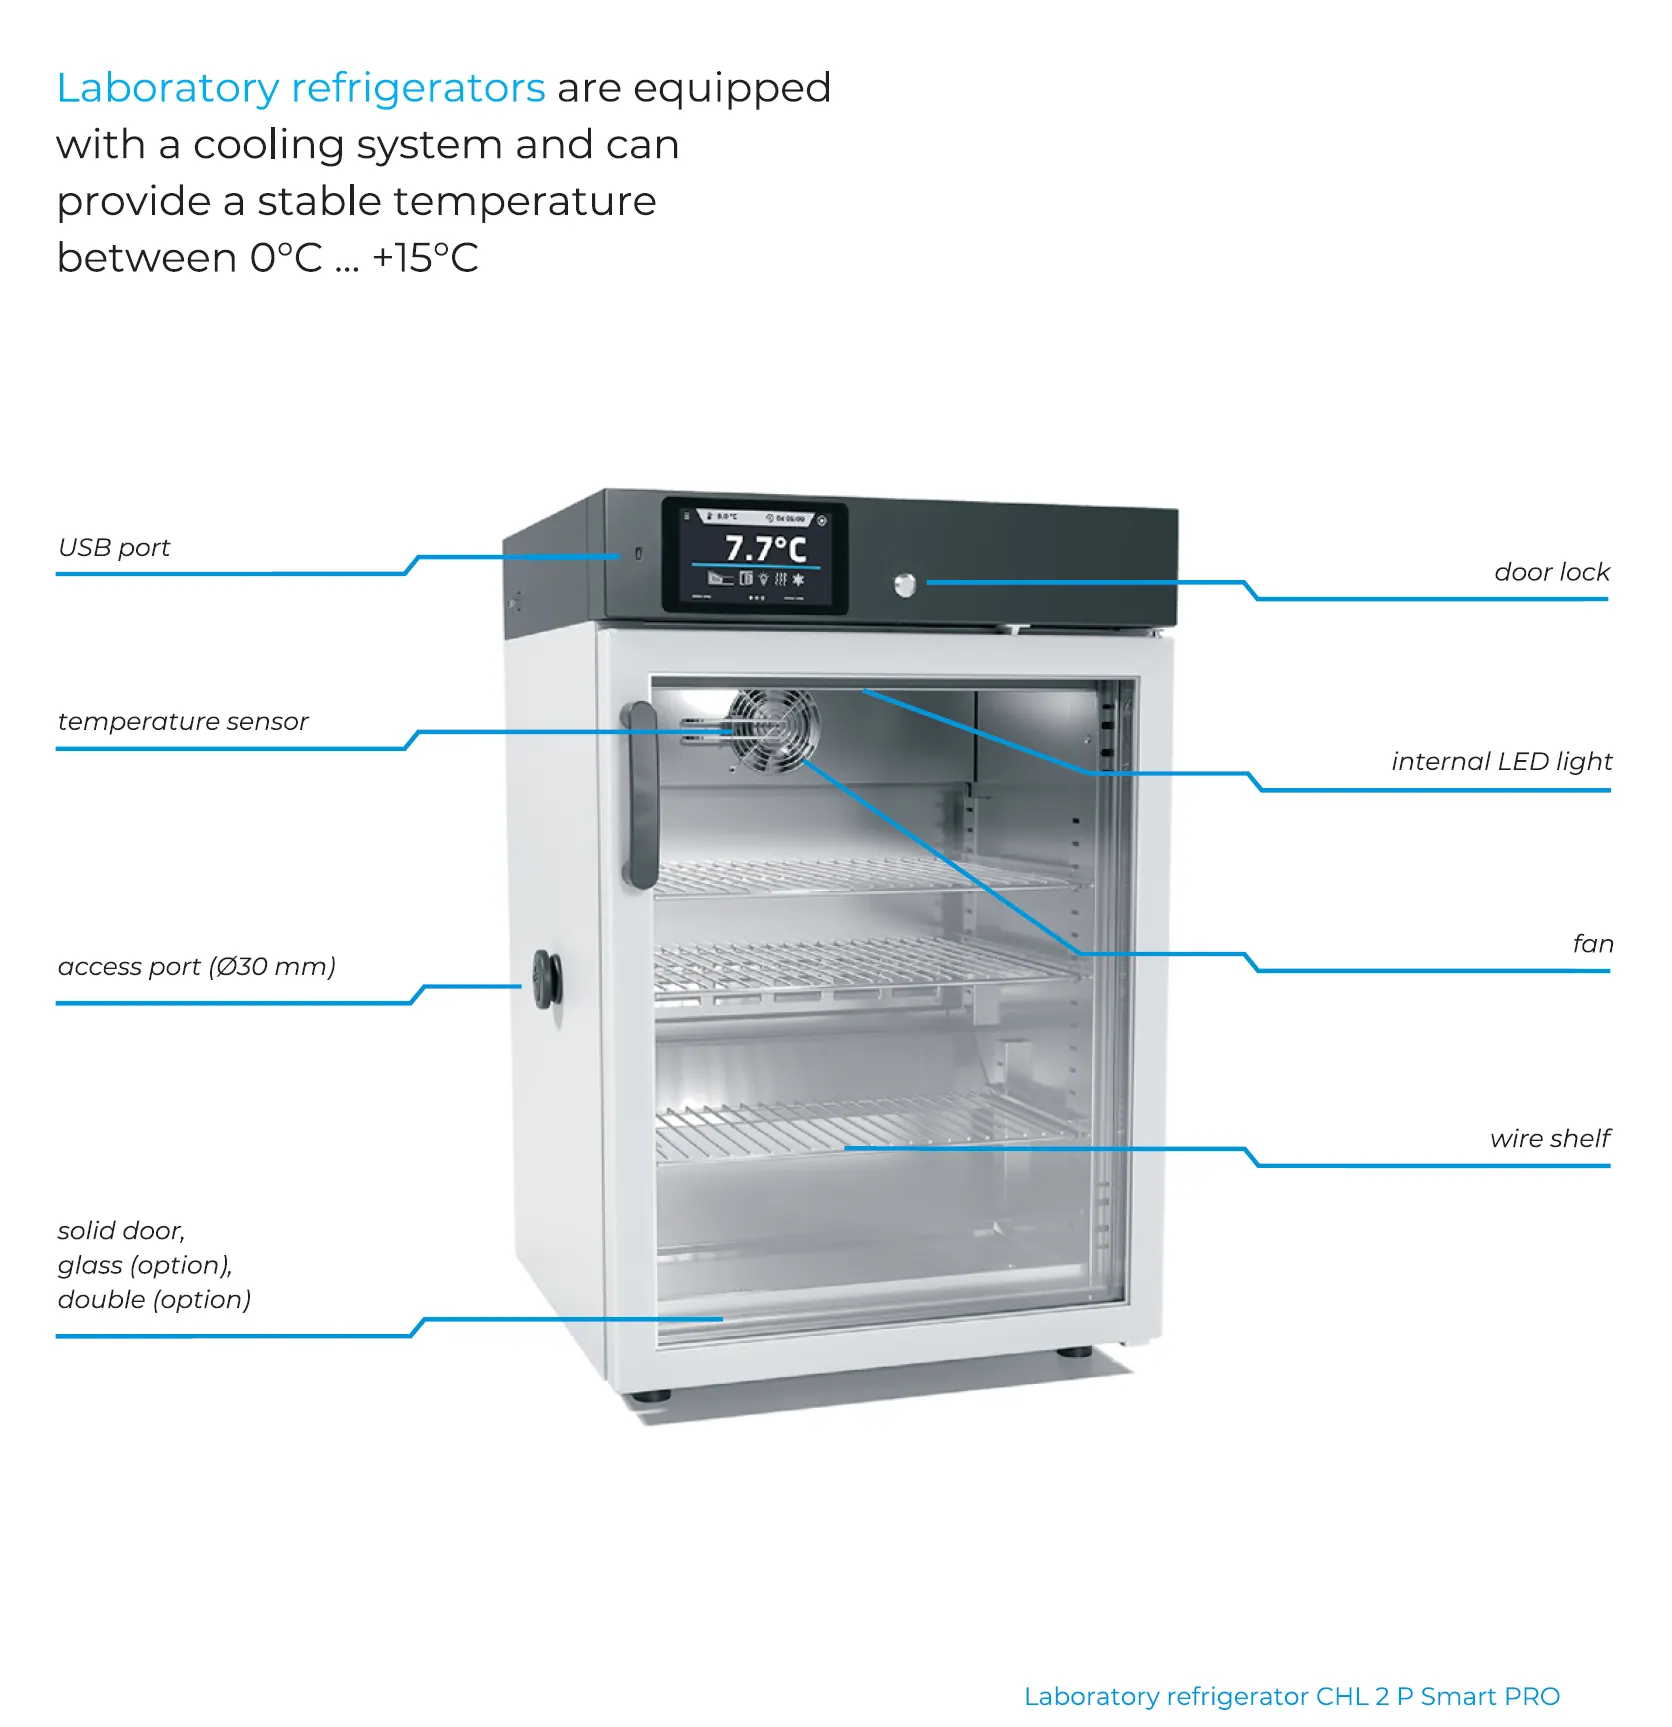 Laboratory refrigerators are equipped
with a cooling system and can
provide a stable temperature
between 0°C ... +15°C
USB port
8.0 °C
7.7°C
door lock
temperature sensor
internal LED light
fan
access port (Ø30 mm)
wire shelf
solid door,
glass (option),
double (option)
Laboratory refrigerator CHL 2 P Smart PRO